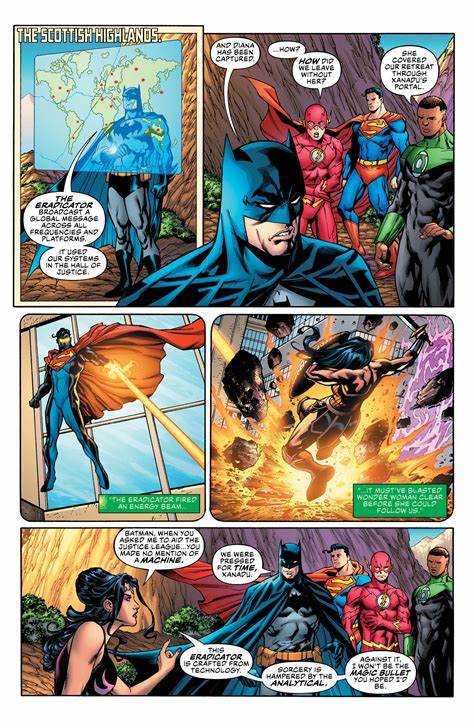 THE SCOTTISH HIGHLANDS.
THE
ERADICATOR
BROADCAST A
GLOBAL MESSAGE
ACROSS ALL
FREQUENCIES AND
PLATFORMS.
IT USED
OUR SYSTEMS
IN THE HALL OF
JUSTICE.
AND DIANA
HAS BEEN
CAPTURED.
...HOW?
HOW DID
WE LEAVE
WITHOUT
HER?
SHE
COVERED
OUR RETREAT
THROUGH
XANADU'S
PORTAL.
"THE ERADICATOR FIRED
AN ENERGY BEAM...
"...IT MUST'VE BLASTED
WONDER WOMAN CLEAR
BEFORE SHE COULD
FOLLOW US."
BATMAN, WHEN YOU
ASKED ME TO AID THE
JUSTICE LEAGUE...YOU
MADE NO MENTION
OF A MACHINE.
WE WERE
PRESSED
FOR TIME,
XANADU.
THIS
ERADICATOR
IS CRAFTED FROM
TECHNOLOGY.
SORCERY IS
HAMPERED BY THE
ANALYTICAL.
AGAINST IT,
I WON'T BE THE
MAGIC BULLET
YOU HOPED I'D
BE.